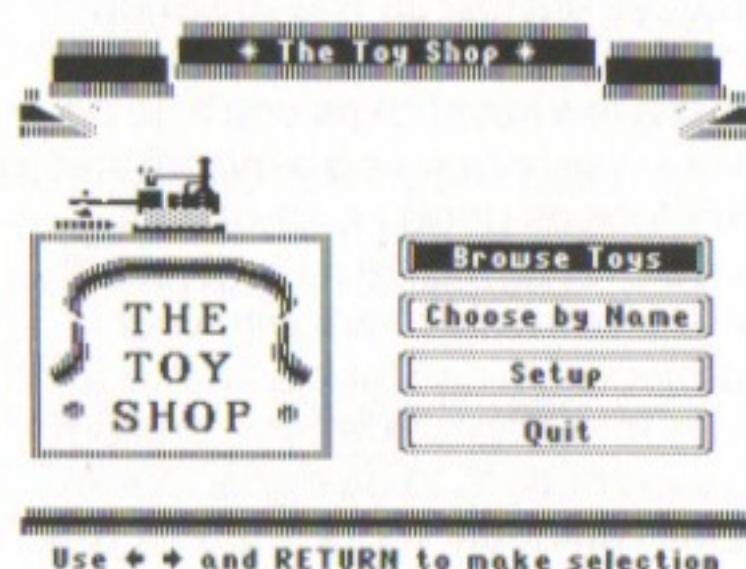 * The Toy Shop *
THE
TOY
SHOP
Browse Toys
Choose by Name
Setup
Quit
Use ← → and RETURN to make selection